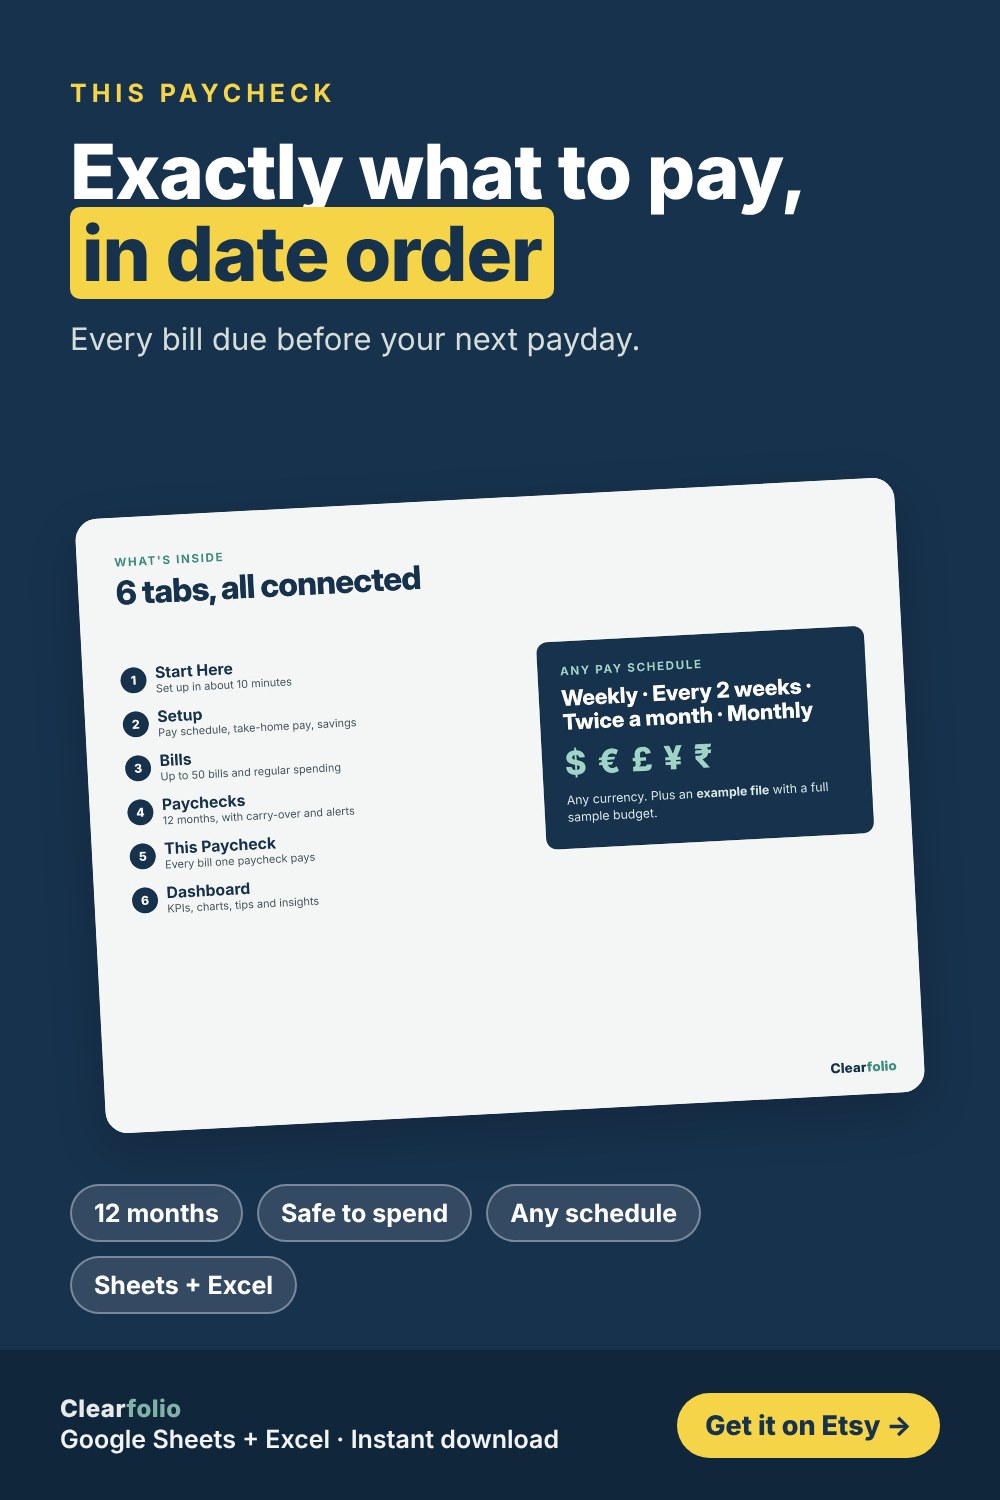 THIS PAYCHECK
Exactly what to pay,
in date order
Every bill due before your next payday.
WHAT'S INSIDE
6 tabs, all connected
1 Start Here
Set up in about 10 minutes
2 Setup
Pay schedule, take-home pay, savings
3 Bills
Up to 50 bills and regular spending
4 Paychecks
12 months, with carry-over and alerts
5 This Paycheck
Every bill one paycheck pays
6 Dashboard
KPIs, charts, tips and insights
ANY PAY SCHEDULE
Weekly · Every 2 weeks ·
Twice a month · Monthly
$ € £ ¥ ₹
Any currency. Plus an example file with a full
sample budget.
Clearfolio
12 months
Safe to spend
Any schedule
Sheets + Excel
Clearfolio
Google Sheets + Excel · Instant download
Get it on Etsy →